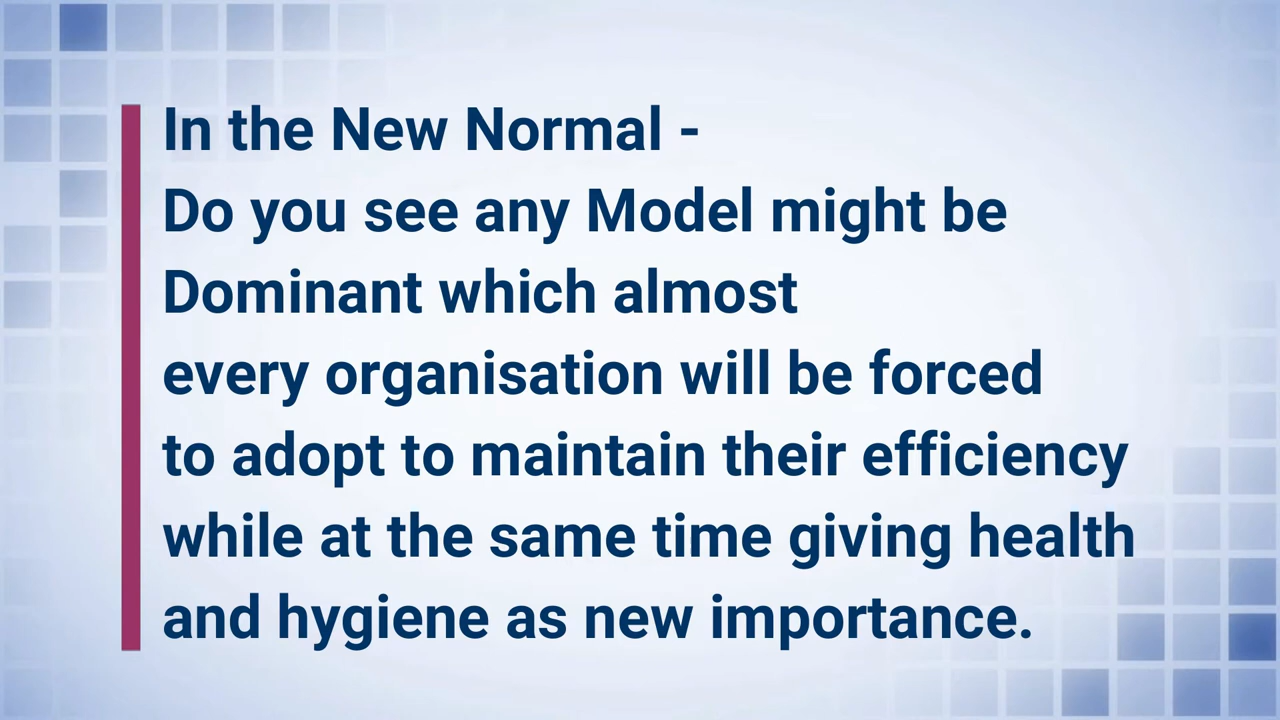 In the New Normal -
Do you see any Model might be
Dominant which almost
every organisation will be forced
to adopt to maintain their efficiency
while at the same time giving health
and hygiene as new importance.